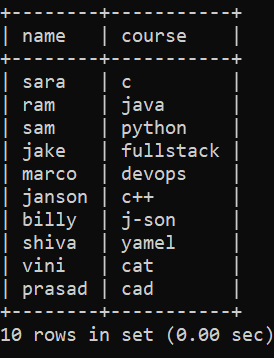 +--------+-----------+
| name   | course    |
+--------+-----------+
| sara   | c         |
| ram    | java      |
| sam    | python    |
| jake   | fullstack |
| marco  | devops    |
| janson | c++       |
| billy  | j-son     |
| shiva  | yamel     |
| vini   | cat       |
| prasad | cad       |
+--------+-----------+
10 rows in set (0.00 sec)